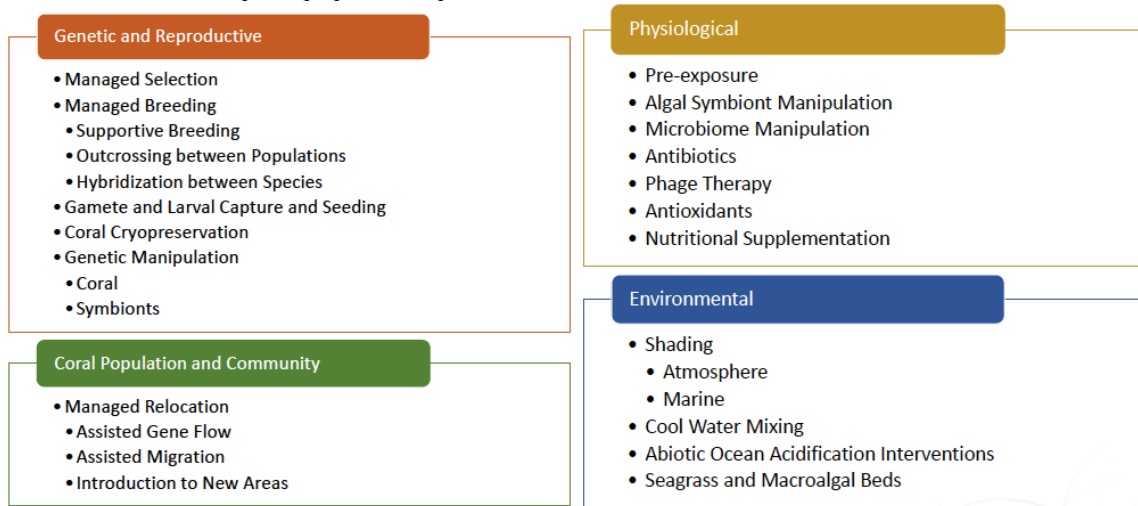 Genetic and Reproductive
• Managed Selection
• Managed Breeding
• Supportive Breeding
• Outcrossing between Populations
• Hybridization between Species
• Gamete and Larval Capture and Seeding
• Coral Cryopreservation
• Genetic Manipulation
• Coral
• Symbionts
Coral Population and Community
• Managed Relocation
• Assisted Gene Flow
• Assisted Migration
• Introduction to New Areas
Physiological
• Pre-exposure
• Algal Symbiont Manipulation
• Microbiome Manipulation
• Antibiotics
• Phage Therapy
• Antioxidants
• Nutritional Supplementation
Environmental
• Shading
• Atmosphere
• Marine
• Cool Water Mixing
• Abiotic Ocean Acidification Interventions
• Seagrass and Macroalgal Beds